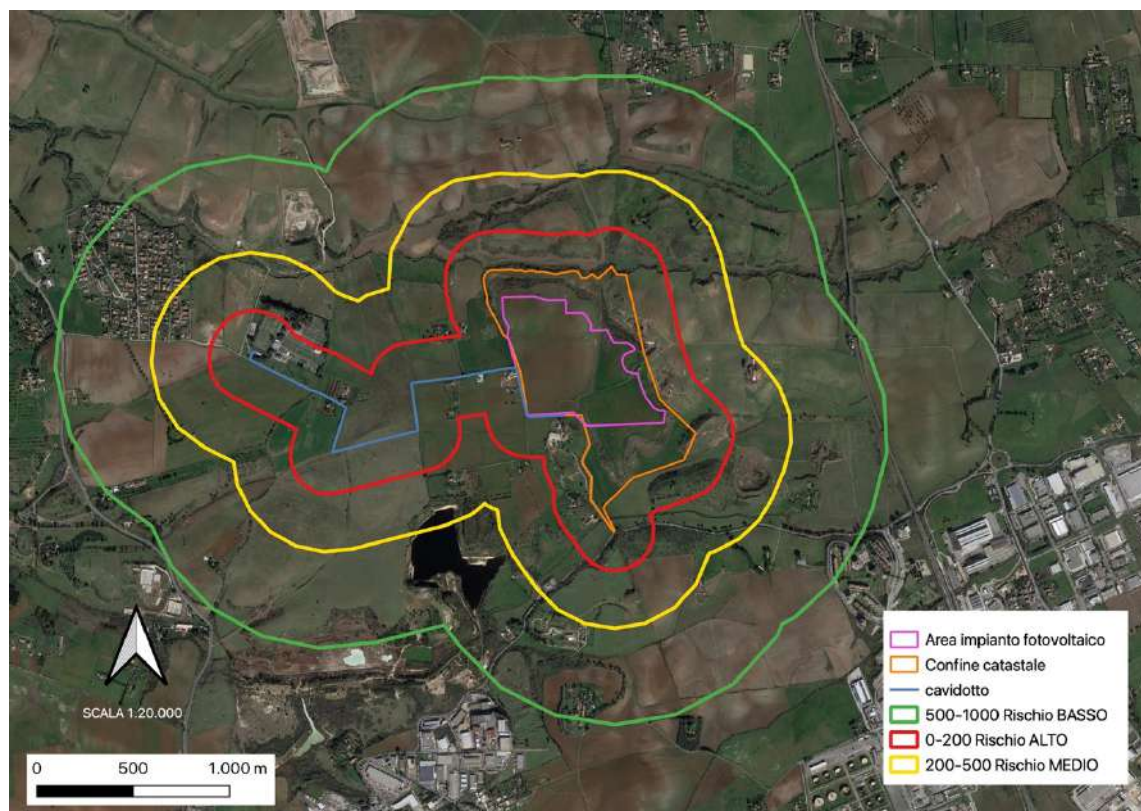 SCALA 1:20.000
0 500 1.000 m
Area impianto fotovoltaico
Confine catastale
cavidotto
500-1000 Rischio BASSO
0-200 Rischio ALTO
200-500 Rischio MEDIO